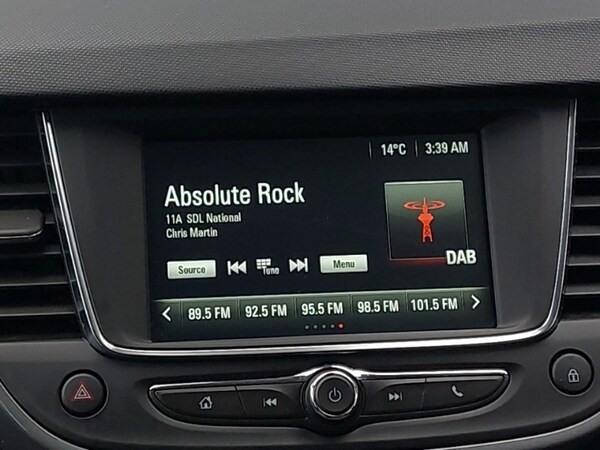 14°C 3:39 AM
Absolute Rock
11A SDL National
Chris Martin
DAB
Source Tune Menu
89.5 FM 92.5 FM 95.5 FM 98.5 FM 101.5 FM